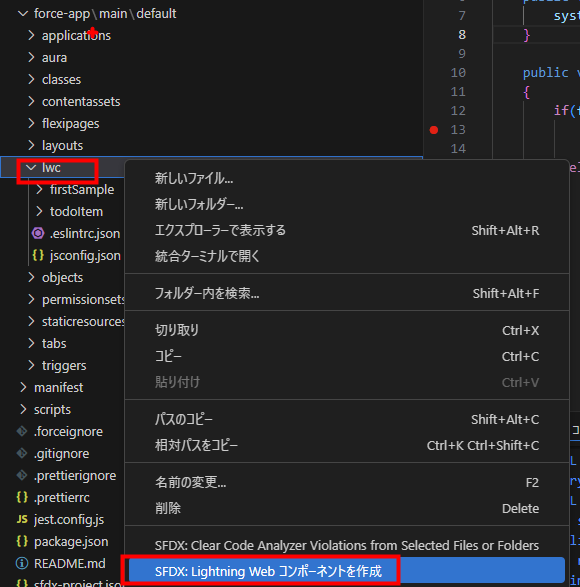 force-app\main\default
applications
aura
classes
contentassets
flexipages
layouts
lwc
firstSample
todoItem
.eslintrc.json
jsconfig.json
objects
permissionsets
staticresources
tabs
triggers
manifest
scripts
.forceignore
.gitignore
.prettierignore
.prettierrc
jest.config.js
package.json
README.md
sfdx-project.json
新しいファイル...
新しいフォルダー...
エクスプローラーで表示する Shift+Alt+R
統合ターミナルで開く
フォルダー内を検索... Shift+Alt+F
切り取り Ctrl+X
コピー Ctrl+C
貼り付け Ctrl+V
パスのコピー Shift+Alt+C
相対パスをコピー Ctrl+K Ctrl+Shift+C
名前の変更... F2
削除 Delete
SFDX: Clear Code Analyzer Violations from Selected Files or Folders
SFDX: Lightning Web コンポーネントを作成
7 syst
8 }
9
10 public v
11 {
12 if(t
13
14